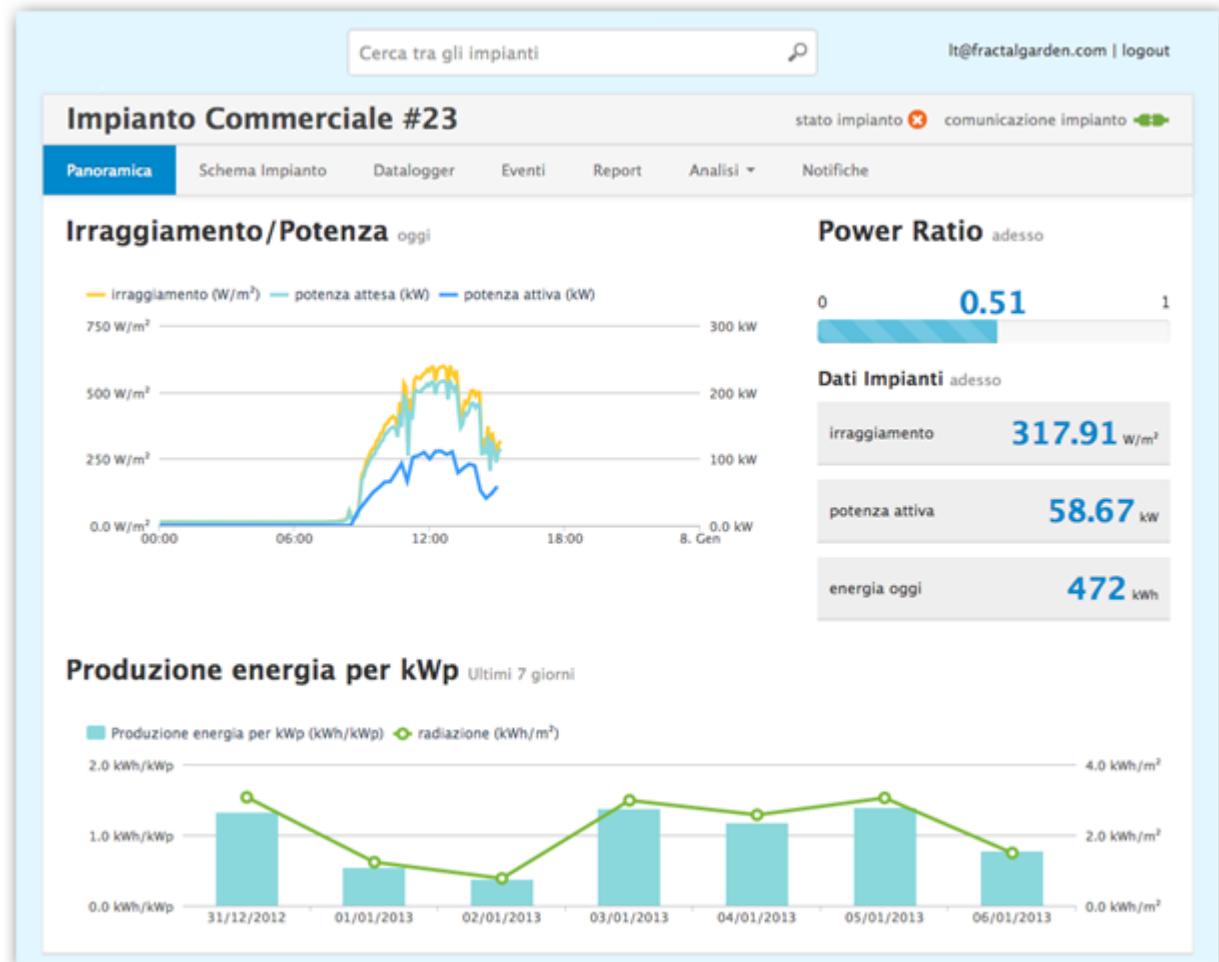 Cerca tra gli impianti
lt@fractalgarden.com | logout
Impianto Commerciale #23
stato impianto comunicazione impianto
Panoramica Schema Impianto Datalogger Eventi Report Analisi Notifiche
Irraggiamento/Potenza oggi
irraggiamento (W/m²) potenza attesa (kW) potenza attiva (kW)
750 W/m² 300 kW
500 W/m² 200 kW
250 W/m² 100 kW
0.0 W/m² 0.0 kW
00:00 06:00 12:00 18:00 8. Gen
Power Ratio adesso
0 0.51 1
Dati Impianti adesso
irraggiamento 317.91 W/m²
potenza attiva 58.67 kW
energia oggi 472 kWh
Produzione energia per kWp Ultimi 7 giorni
Produzione energia per kWp (kWh/kWp) radiazione (kWh/m²)
2.0 kWh/kWp 4.0 kWh/m²
1.0 kWh/kWp 2.0 kWh/m²
0.0 kWh/kWp 0.0 kWh/m²
31/12/2012 01/01/2013 02/01/2013 03/01/2013 04/01/2013 05/01/2013 06/01/2013